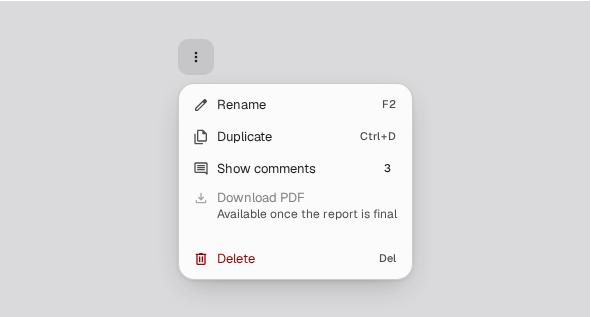 Rename F2
Duplicate Ctrl+D
Show comments 3
Download PDF
Available once the report is final
Delete Del